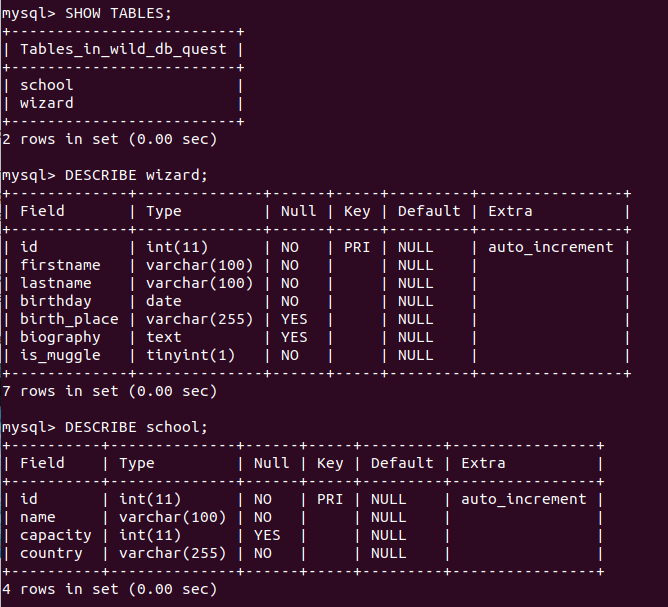 mysql> SHOW TABLES;
+-------------------------+
| Tables_in_wild_db_quest |
+-------------------------+
| school                  |
| wizard                  |
+-------------------------+
2 rows in set (0.00 sec)

mysql> DESCRIBE wizard;
+-------------+--------------+------+-----+---------+----------------+
| Field       | Type         | Null | Key | Default | Extra          |
+-------------+--------------+------+-----+---------+----------------+
| id          | int(11)      | NO   | PRI | NULL    | auto_increment |
| firstname   | varchar(100) | NO   |     | NULL    |                |
| lastname    | varchar(100) | NO   |     | NULL    |                |
| birthday    | date         | NO   |     | NULL    |                |
| birth_place | varchar(255) | YES  |     | NULL    |                |
| biography   | text         | YES  |     | NULL    |                |
| is_muggle   | tinyint(1)   | NO   |     | NULL    |                |
+-------------+--------------+------+-----+---------+----------------+
7 rows in set (0.00 sec)

mysql> DESCRIBE school;
+----------+--------------+------+-----+---------+----------------+
| Field    | Type         | Null | Key | Default | Extra          |
+----------+--------------+------+-----+---------+----------------+
| id       | int(11)      | NO   | PRI | NULL    | auto_increment |
| name     | varchar(100) | NO   |     | NULL    |                |
| capacity | int(11)      | YES  |     | NULL    |                |
| country  | varchar(255) | NO   |     | NULL    |                |
+----------+--------------+------+-----+---------+----------------+
4 rows in set (0.00 sec)